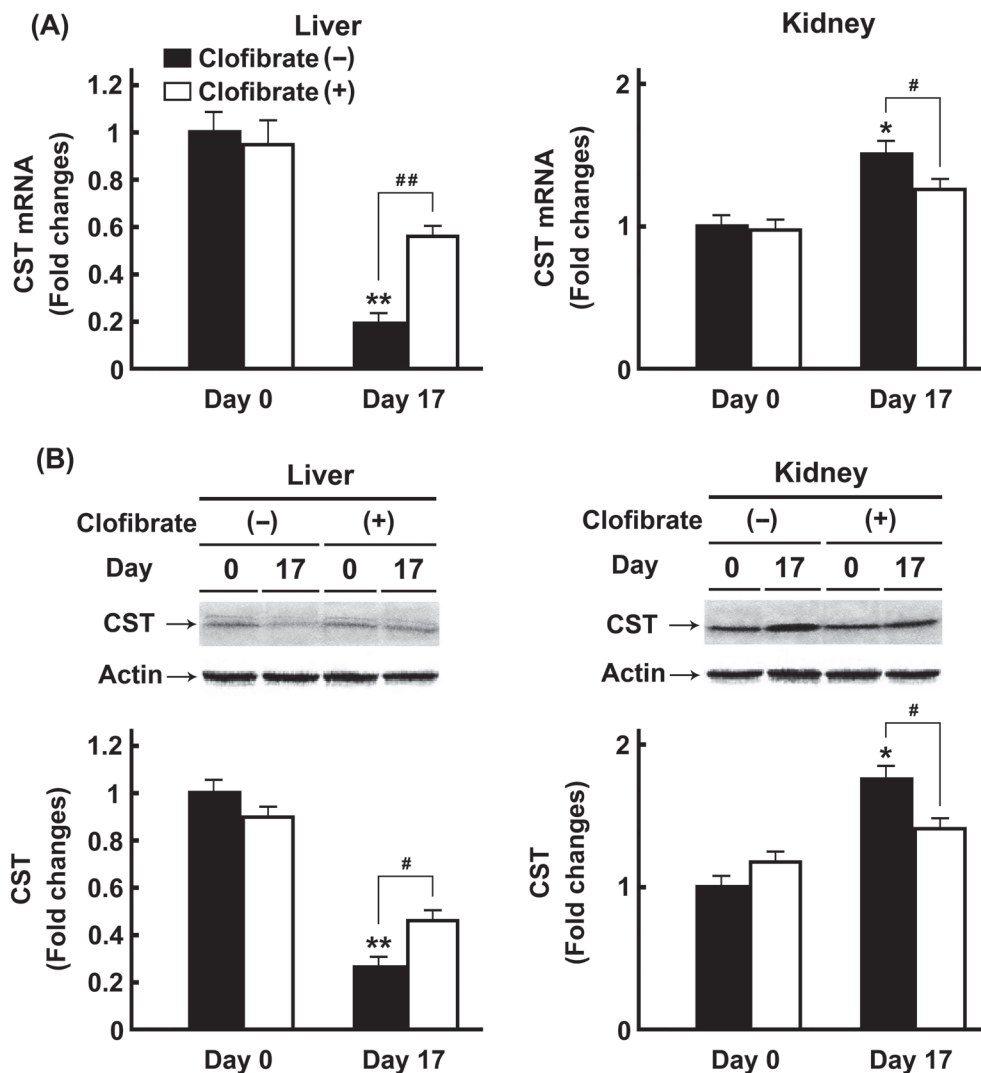 (A)
Liver
Clofibrate (–)
Clofibrate (+)
CST mRNA
(Fold changes)
1.2
1
0.8
0.6
0.4
0.2
0
##
**
Day 0 Day 17
Kidney
CST mRNA
(Fold changes)
2
1
0
#
*
Day 0 Day 17
(B)
Liver
Clofibrate (–) (+)
Day 0 17 0 17
CST
Actin
CST
(Fold changes)
1.2
1
0.8
0.6
0.4
0.2
0
#
**
Day 0 Day 17
Kidney
Clofibrate (–) (+)
Day 0 17 0 17
CST
Actin
CST
(Fold changes)
2
1
0
#
*
Day 0 Day 17